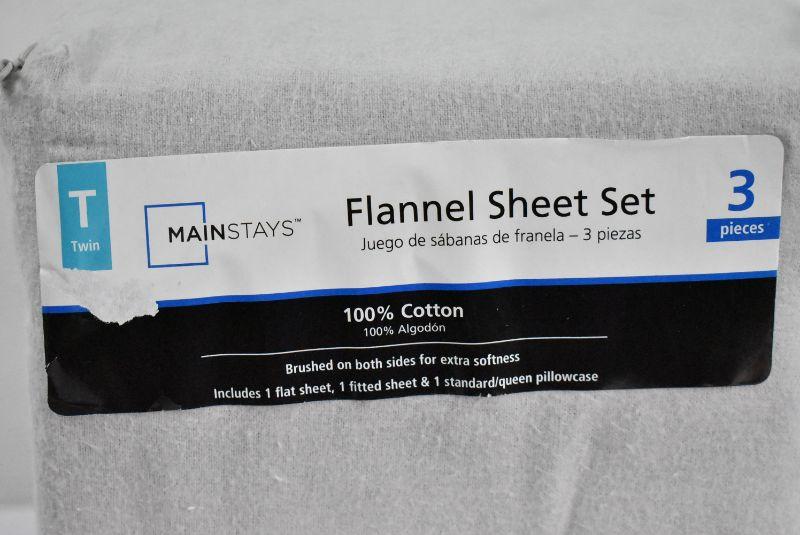 T
Twin
MAINSTAYS™
Flannel Sheet Set
Juego de sábanas de franela – 3 piezas
3
pieces
100% Cotton
100% Algodón
Brushed on both sides for extra softness
Includes 1 flat sheet, 1 fitted sheet & 1 standard/queen pillowcase